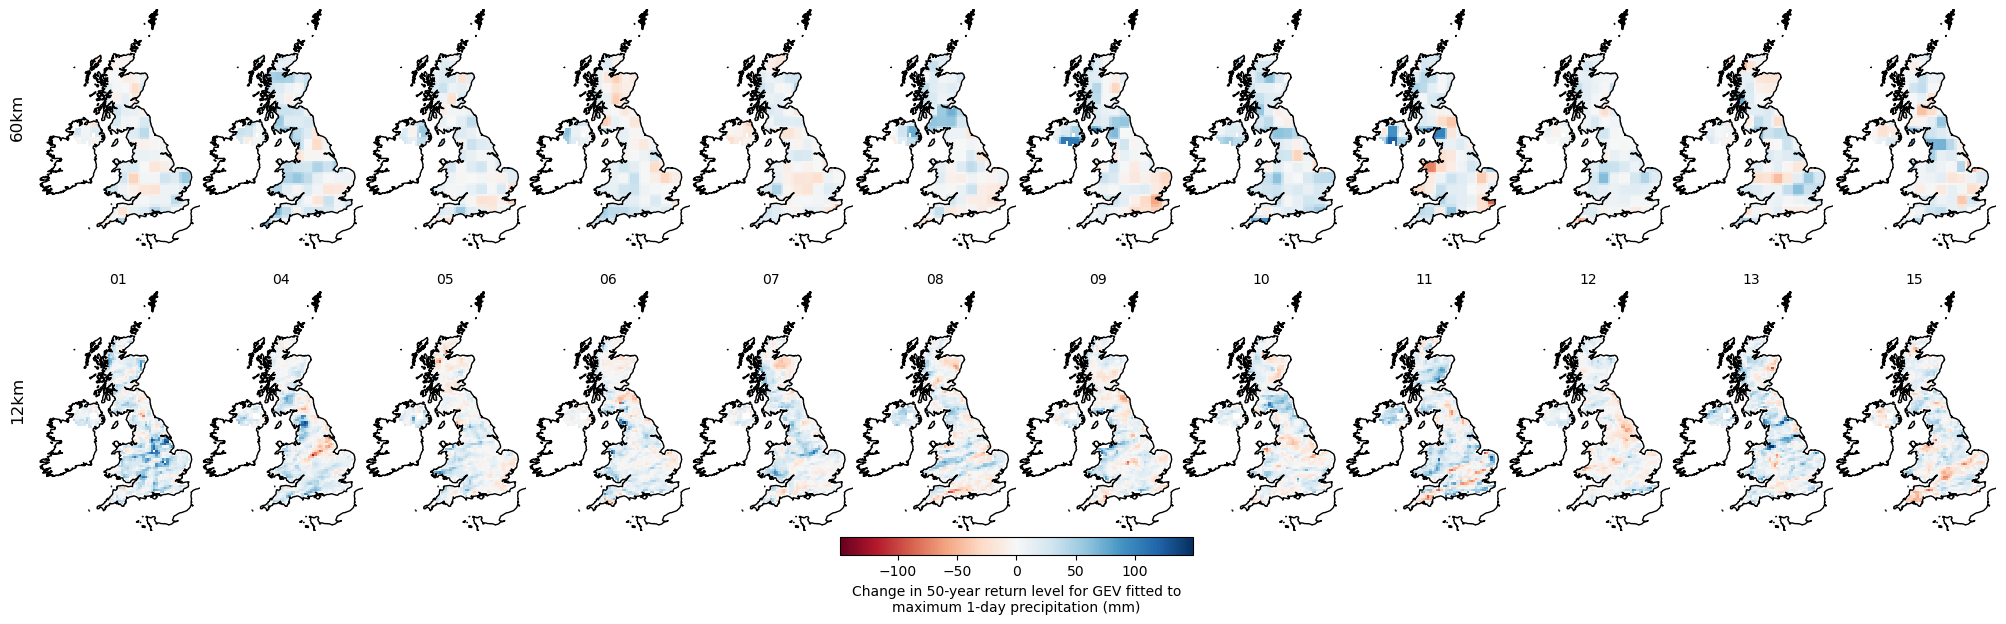 60km
01 04 05 06 07 08 09 10 11 12 13 15
12km
−100 −50 0 50 100
Change in 50-year return level for GEV fitted to
maximum 1-day precipitation (mm)